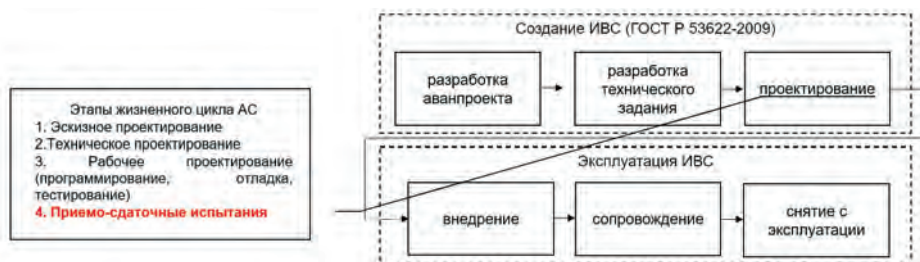 Этапы жизненного цикла АС
1. Эскизное проектирование
2.Техническое проектирование
3. Рабочее проектирование
(программирование, отладка,
тестирование)
4. Приемо-сдаточные испытания
Создание ИВС (ГОСТ Р 53622-2009)
разработка
аванпроекта
разработка
технического
задания
проектирование
Эксплуатация ИВС
внедрение
сопровождение
снятие с
эксплуатации